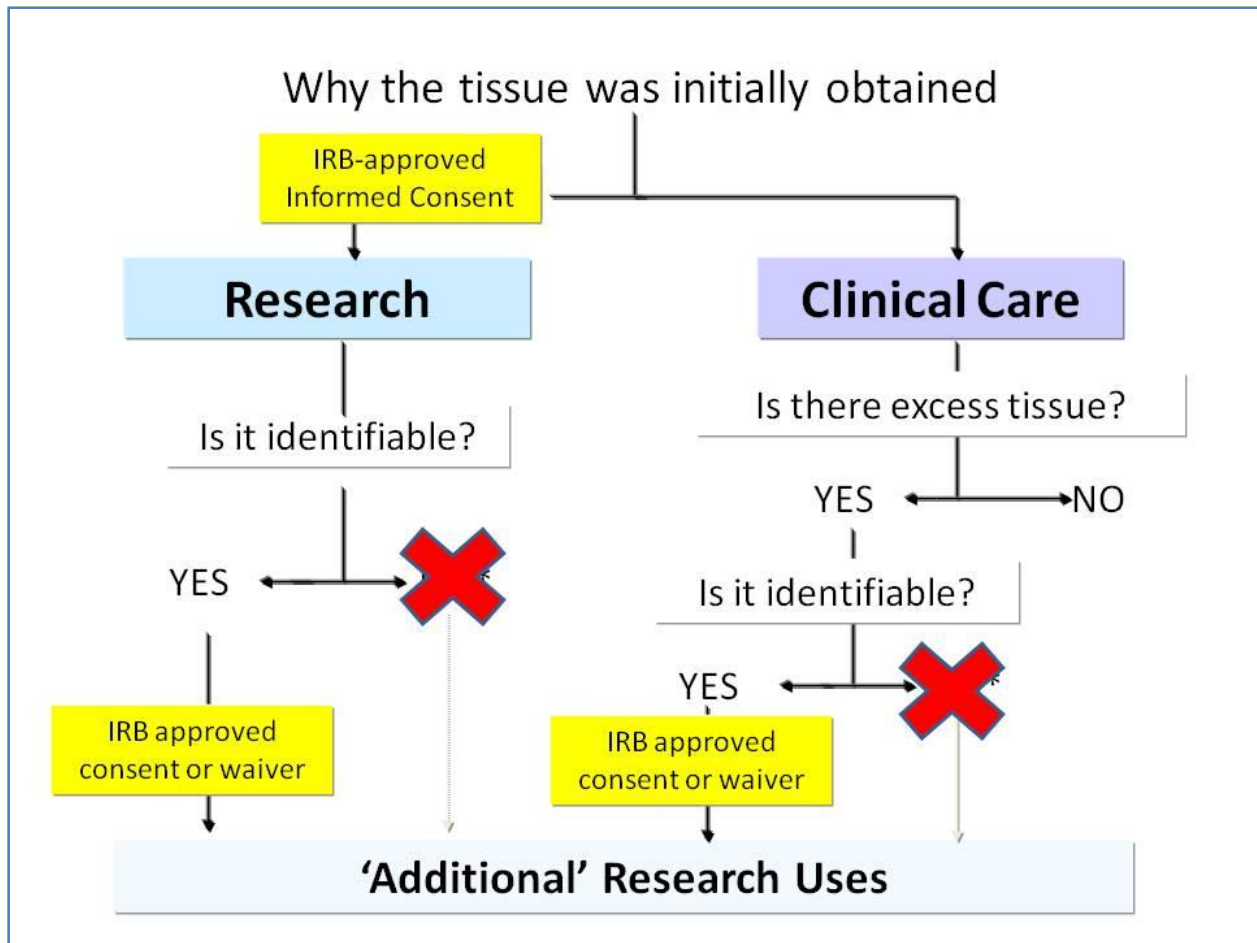 Why the tissue was initially obtained
IRB-approved
Informed Consent
Research
Clinical Care
Is it identifiable?
Is there excess tissue?
YES
NO
YES
*
Is it identifiable?
YES
*
IRB approved
consent or waiver
IRB approved
consent or waiver
‘Additional’ Research Uses